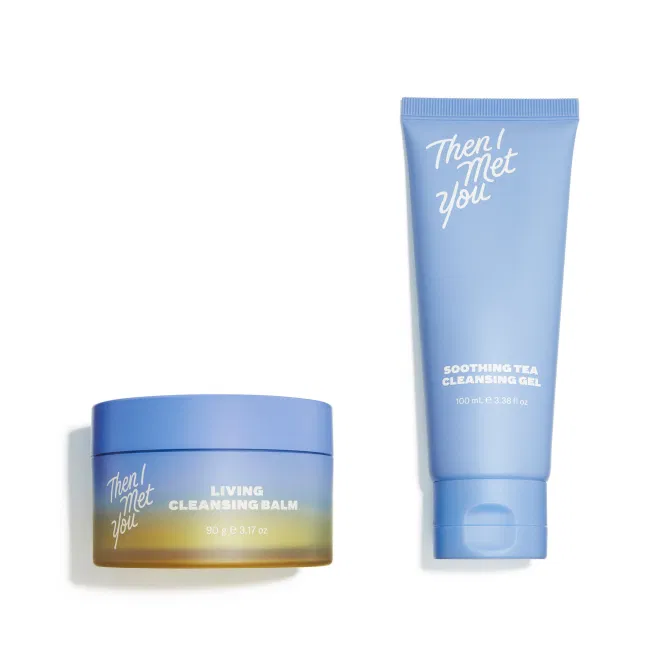 Then I
Met
You
SOOTHING TEA
CLEANSING GEL
100 mL ℮ 3.38 fl oz
Then I
Met
You
LIVING
CLEANSING BALM
90 g ℮ 3.17 oz